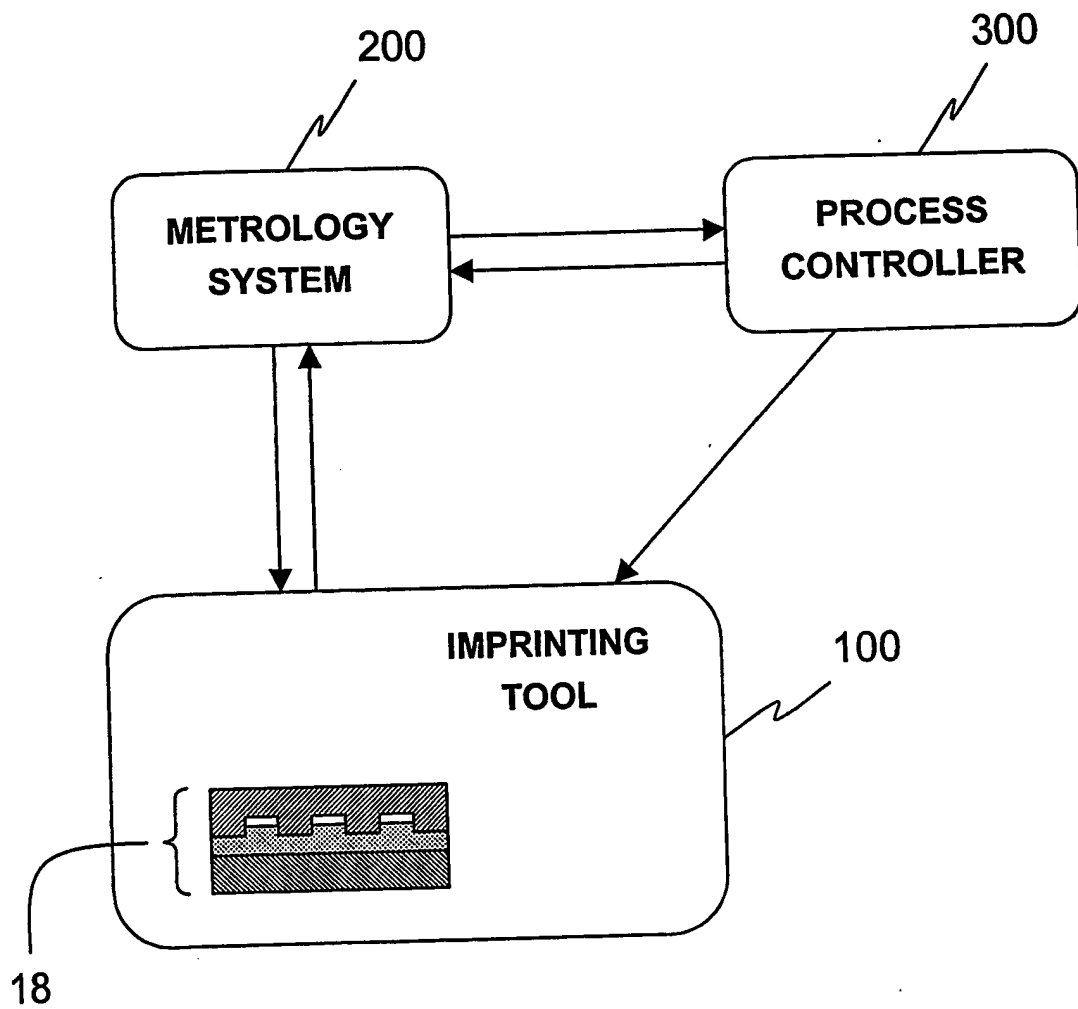 200
300
METROLOGY
SYSTEM
PROCESS
CONTROLLER
IMPRINTING
TOOL
100
18